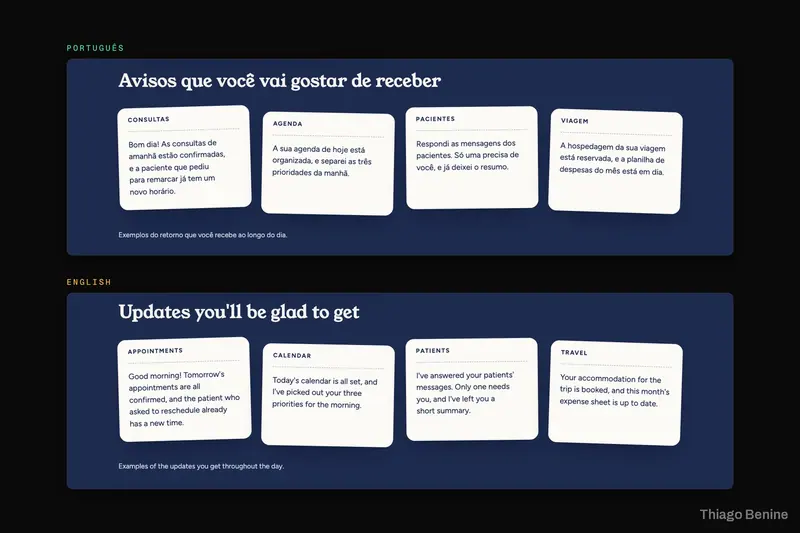 PORTUGUÊS
Avisos que você vai gostar de receber
CONSULTAS
Bom dia! As consultas de
amanhã estão confirmadas,
e a paciente que pediu
para remarcar já tem um
novo horário.
AGENDA
A sua agenda de hoje está
organizada, e separei as três
prioridades da manhã.
PACIENTES
Respondi as mensagens dos
pacientes. Só uma precisa de
você, e já deixei o resumo.
VIAGEM
A hospedagem da sua viagem
está reservada, e a planilha de
despesas do mês está em dia.
Exemplos do retorno que você recebe ao longo do dia.
ENGLISH
Updates you'll be glad to get
APPOINTMENTS
Good morning! Tomorrow's
appointments are all
confirmed, and the patient who
asked to reschedule already
has a new time.
CALENDAR
Today's calendar is all set, and
I've picked out your three
priorities for the morning.
PATIENTS
I've answered your patients'
messages. Only one needs
you, and I've left you a
short summary.
TRAVEL
Your accommodation for the
trip is booked, and this month's
expense sheet is up to date.
Examples of the updates you get throughout the day.
Thiago Benine